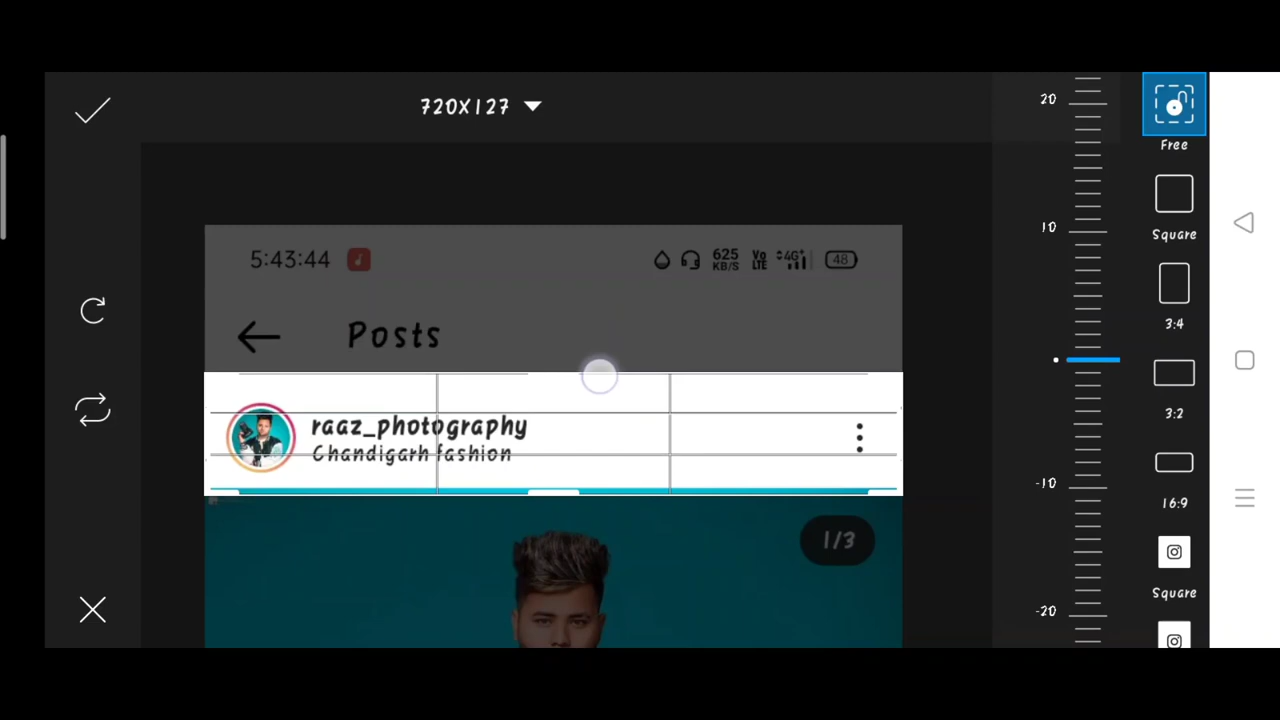 720X127
20
Free
Square
10
3:4
3:2
-10
16:9
Square
-20
5:43:44
625
KB/S
Vo
LTE
4G+
48
Posts
raaz_photography
Chandigarh fashion
1/3